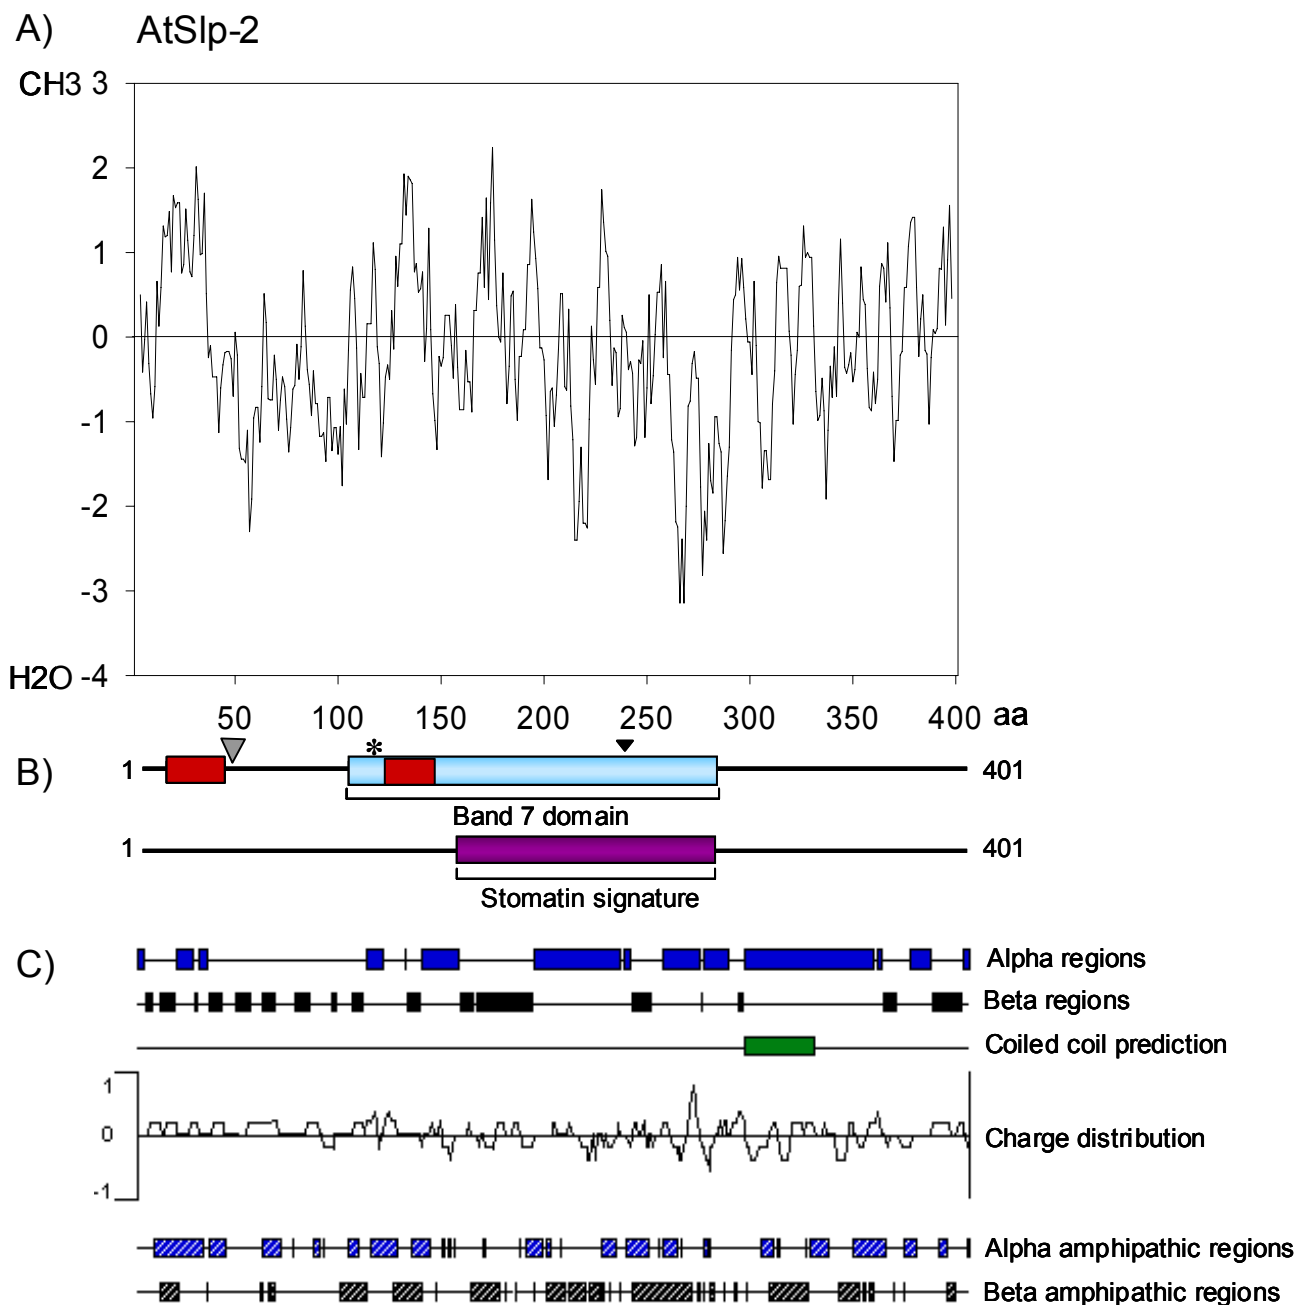 A) AtSlp-2
CH3 3
2
1
0
-1
-2
-3
H2O -4
50 100 150 200 250 300 350 400 aa
*
B) 1 401
Band 7 domain
1 401
Stomatin signature
C) Alpha regions
Beta regions
Coiled coil prediction
1
0 Charge distribution
-1
Alpha amphipathic regions
Beta amphipathic regions